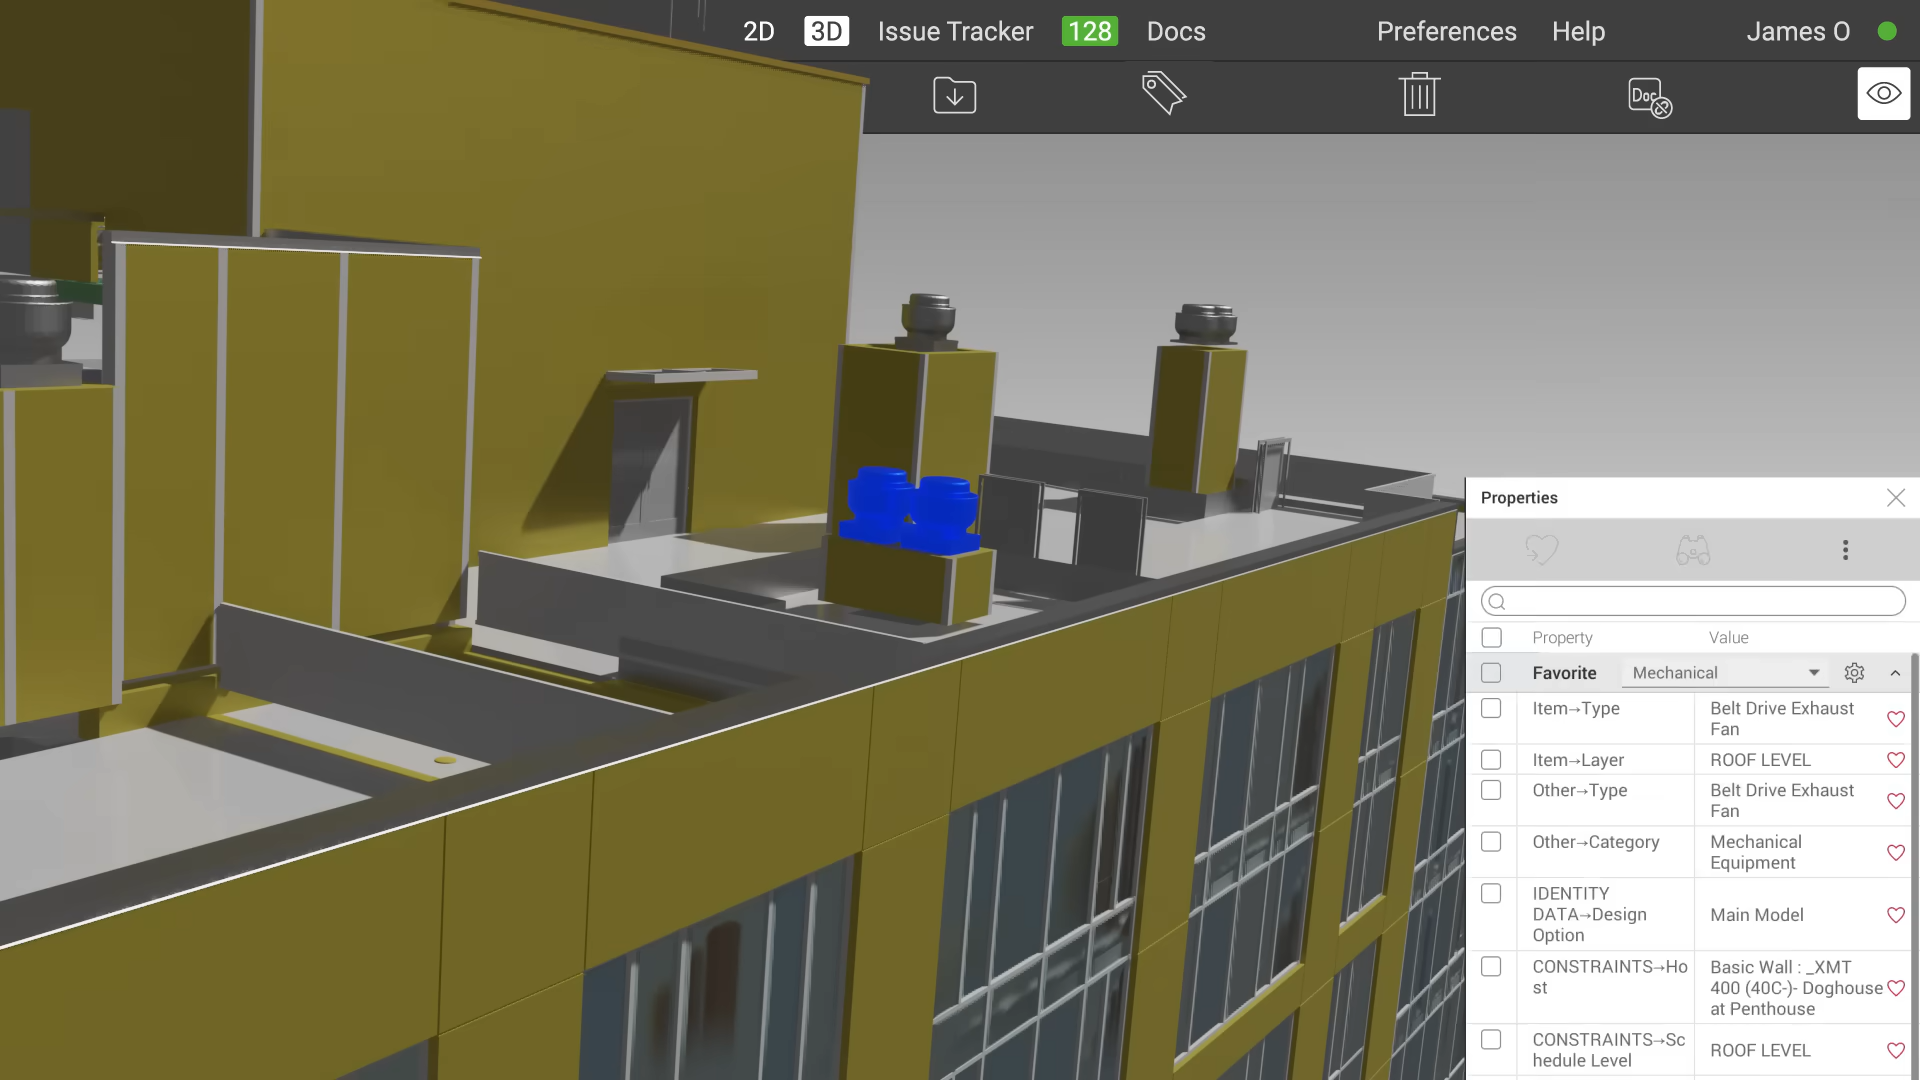 2D 3D Issue Tracker 128 Docs Preferences Help James O
Doc
Properties
Property Value
Favorite Mechanical
Item→Type Belt Drive Exhaust
Fan
Item→Layer ROOF LEVEL
Other→Type Belt Drive Exhaust
Fan
Other→Category Mechanical
Equipment
IDENTITY
DATA→Design Main Model
Option
CONSTRAINTS→Ho Basic Wall : _XMT
st 400 (40C-)- Doghouse
at Penthouse
CONSTRAINTS→Sc ROOF LEVEL
hedule Level